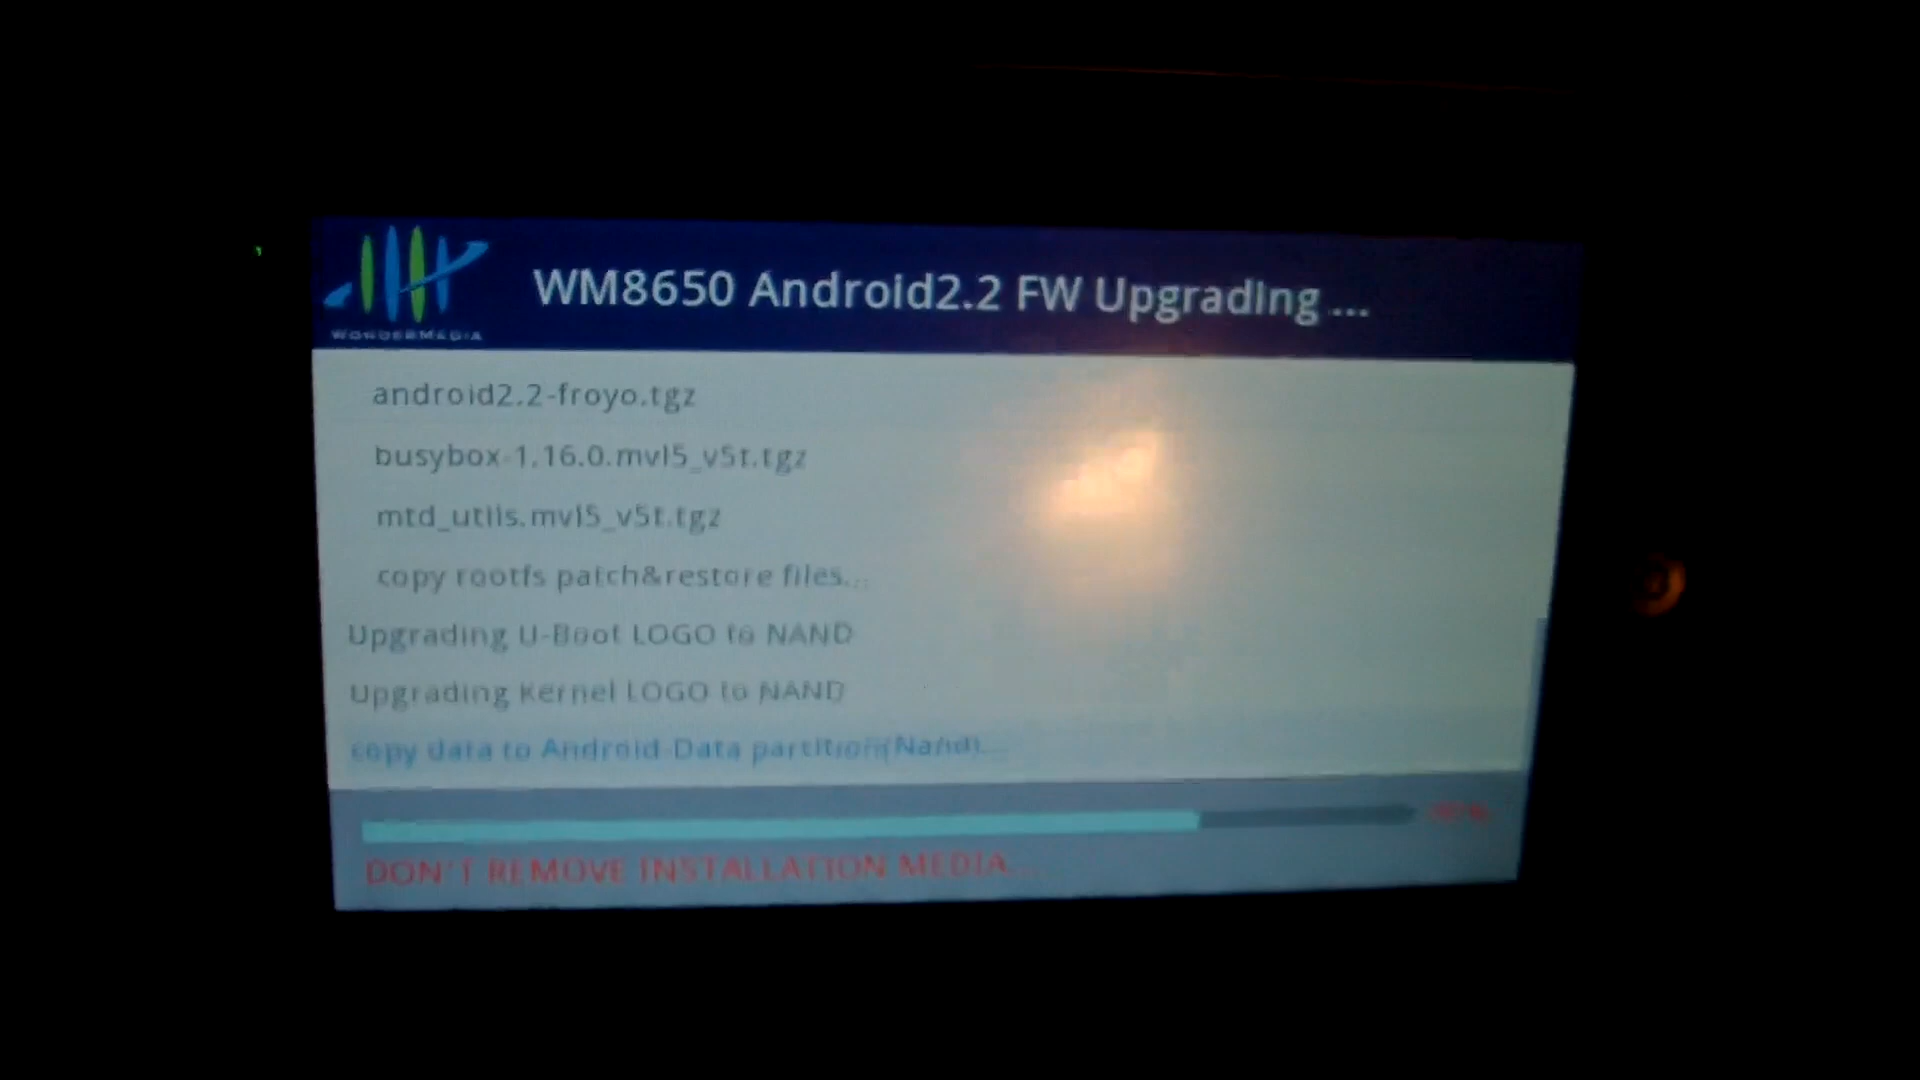 WONDERMEDIA
WM8650 Android2.2 FW Upgrading ...
android2.2-froyo.tgz
busybox-1.16.0.mvl5_v5t.tgz
mtd_utils.mvl5_v5t.tgz
copy rootfs patch&restore files...
Upgrading U-Boot LOGO to NAND
Upgrading Kernel LOGO to NAND
copy data to Android-Data partition(Nand)...
DON'T REMOVE INSTALLATION MEDIA...